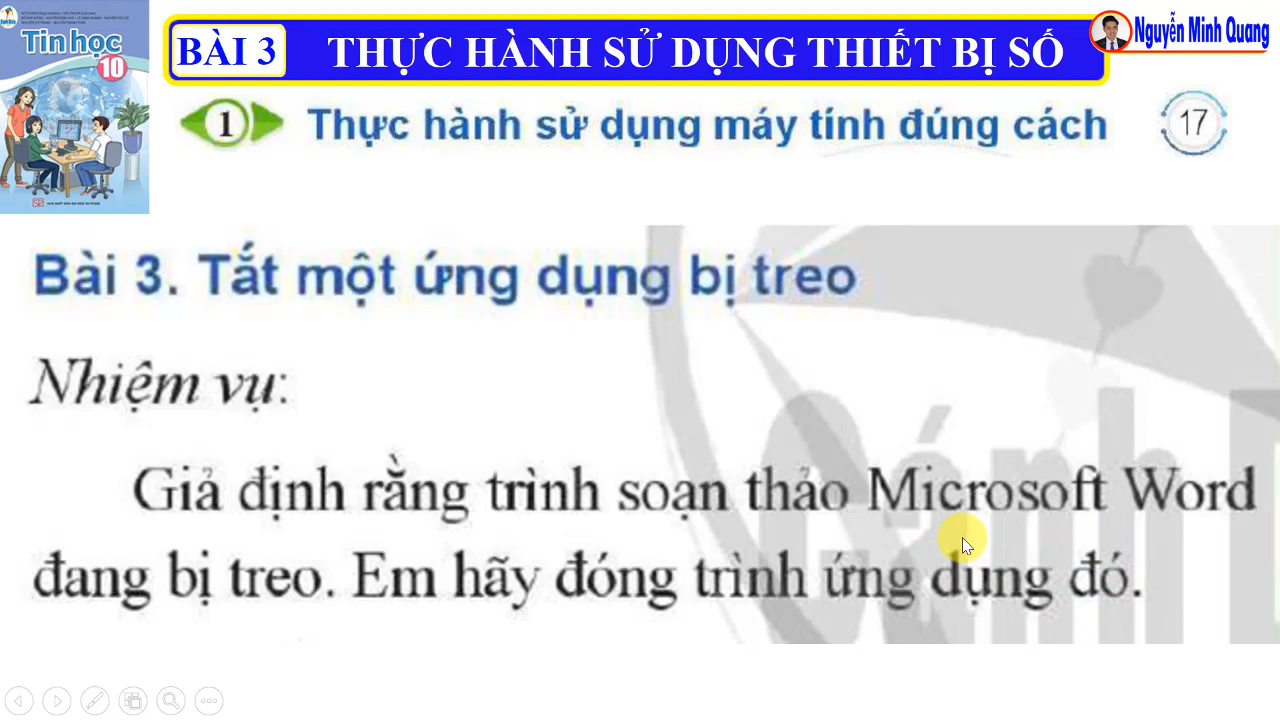 Tin học
10
BÀI 3 THỰC HÀNH SỬ DỤNG THIẾT BỊ SỐ
Nguyễn Minh Quang
1 Thực hành sử dụng máy tính đúng cách 17
Bài 3. Tắt một ứng dụng bị treo
Nhiệm vụ:
Giả định rằng trình soạn thảo Microsoft Word
đang bị treo. Em hãy đóng trình ứng dụng đó.
Cánh